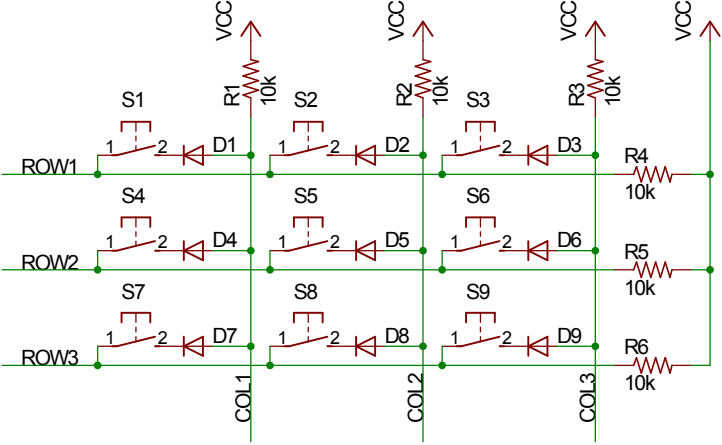 VCC VCC VCC VCC
R1 10k R2 10k R3 10k
S1 S2 S3
1 2 D1 1 2 D2 1 2 D3
ROW1 R4
10k
S4 S5 S6
1 2 D4 1 2 D5 1 2 D6
ROW2 R5
10k
S7 S8 S9
1 2 D7 1 2 D8 1 2 D9
ROW3 R6
10k
COL1 COL2 COL3